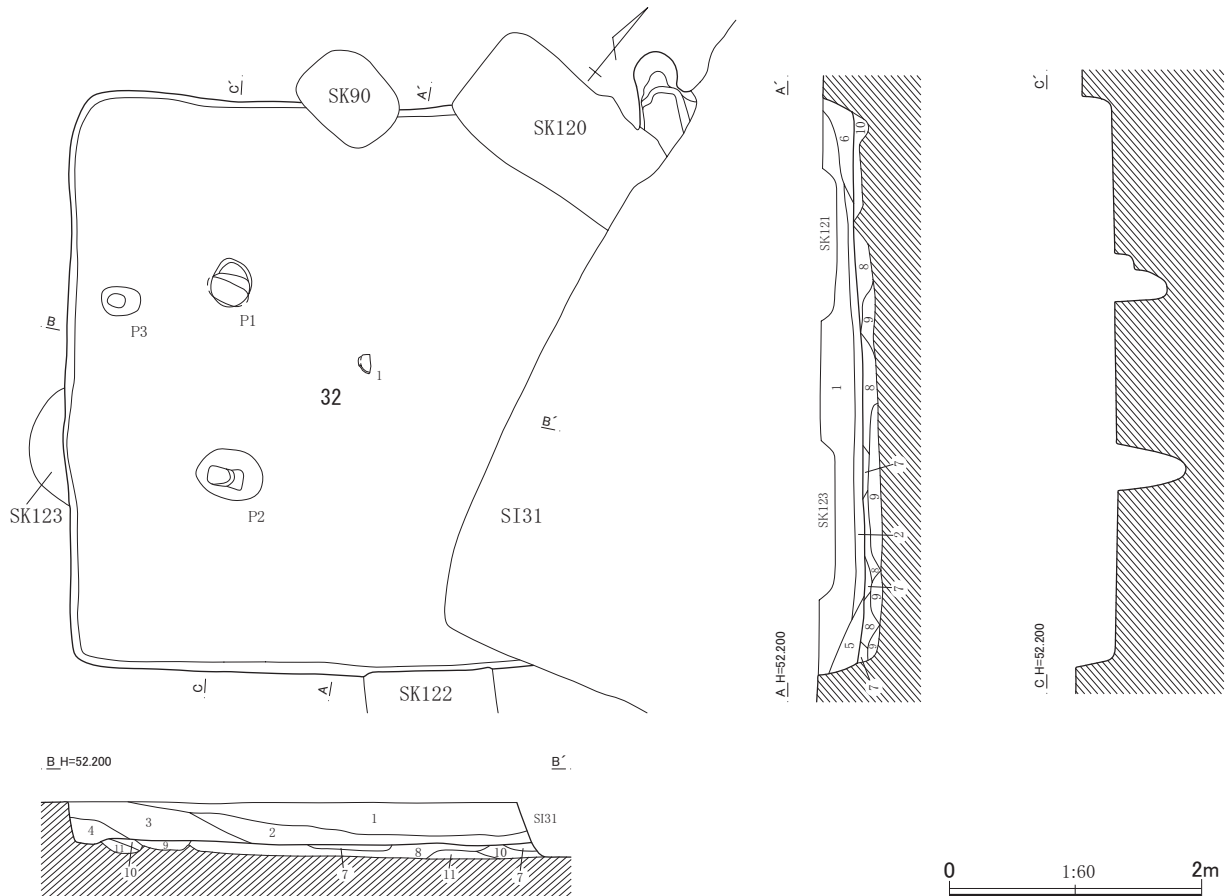 C´
SK90
A´
SK120
A´
C´
P3
P1
B
1
32
B´
SK123
P2
SI31
C
A
SK122
6
10
SK121
8
9
1
8
7
SK123
9
2
8
7
9
8
5
9
7
A H=52.200
C H=52.200
B H=52.200
B´
1
SI31
3
4
2
11
9
10
7
8
11
10
7
0
1:60
2m